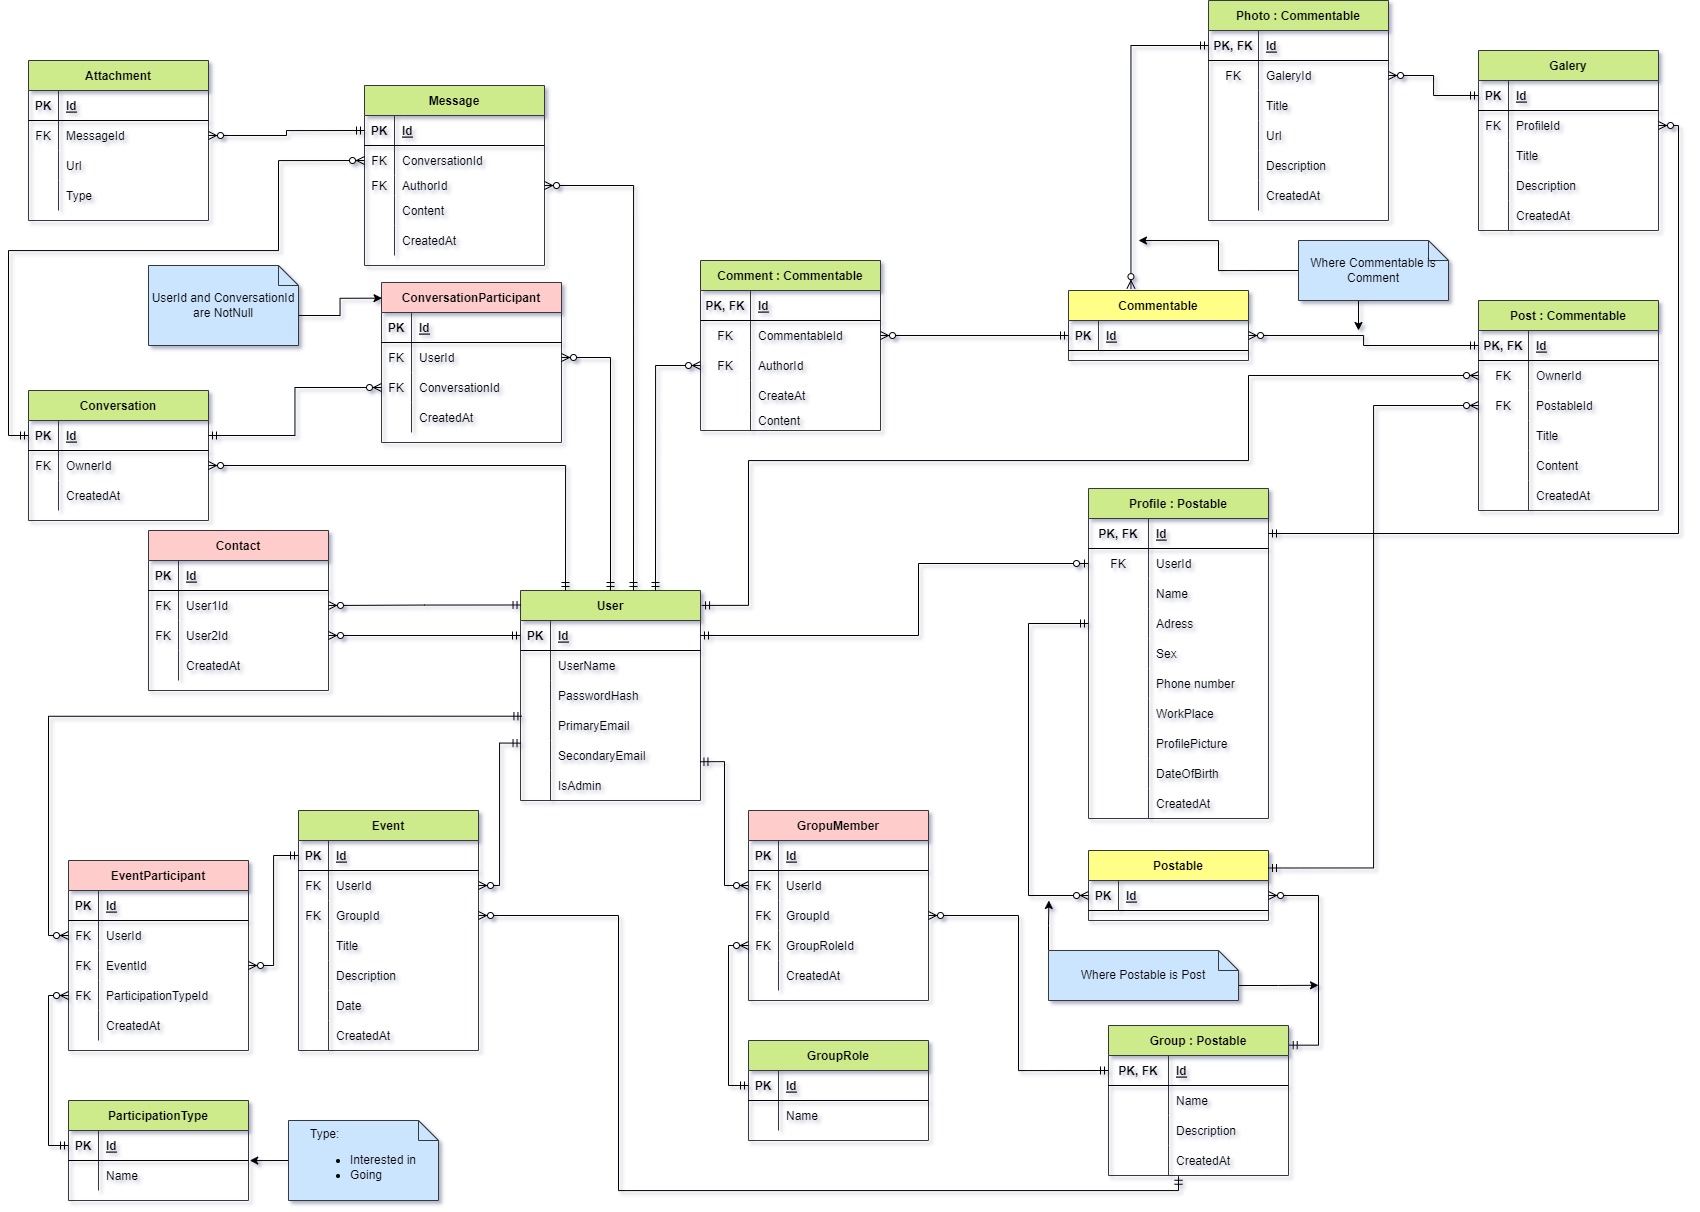 Photo : Commentable
PK, FK Id
FK GaleryId
Title
Url
Description
CreatedAt
Galery
PK Id
FK ProfileId
Title
Description
CreatedAt
Attachment
PK Id
FK MessageId
Url
Type
Message
PK Id
FK ConversationId
FK AuthorId
Content
CreatedAt
UserId and ConversationId
are NotNull
ConversationParticipant
PK Id
FK UserId
FK ConversationId
CreatedAt
Comment : Commentable
PK, FK Id
FK CommentableId
FK AuthorId
CreateAt
Content
Commentable
PK Id
Where Commentable is
Comment
Post : Commentable
PK, FK Id
FK OwnerId
FK PostableId
Title
Content
CreatedAt
Conversation
PK Id
FK OwnerId
CreatedAt
Contact
PK Id
FK User1Id
FK User2Id
CreatedAt
User
PK Id
UserName
PasswordHash
PrimaryEmail
SecondaryEmail
IsAdmin
Profile : Postable
PK, FK Id
FK UserId
Name
Adress
Sex
Phone number
WorkPlace
ProfilePicture
DateOfBirth
CreatedAt
Event
PK Id
FK UserId
FK GroupId
Title
Description
Date
CreatedAt
EventParticipant
PK Id
FK UserId
FK EventId
FK ParticipationTypeId
CreatedAt
GropuMember
PK Id
FK UserId
FK GroupId
FK GroupRoleId
CreatedAt
Postable
PK Id
Where Postable is Post
GroupRole
PK Id
Name
Group : Postable
PK, FK Id
Name
Description
CreatedAt
ParticipationType
PK Id
Name
Type:
• Interested in
• Going